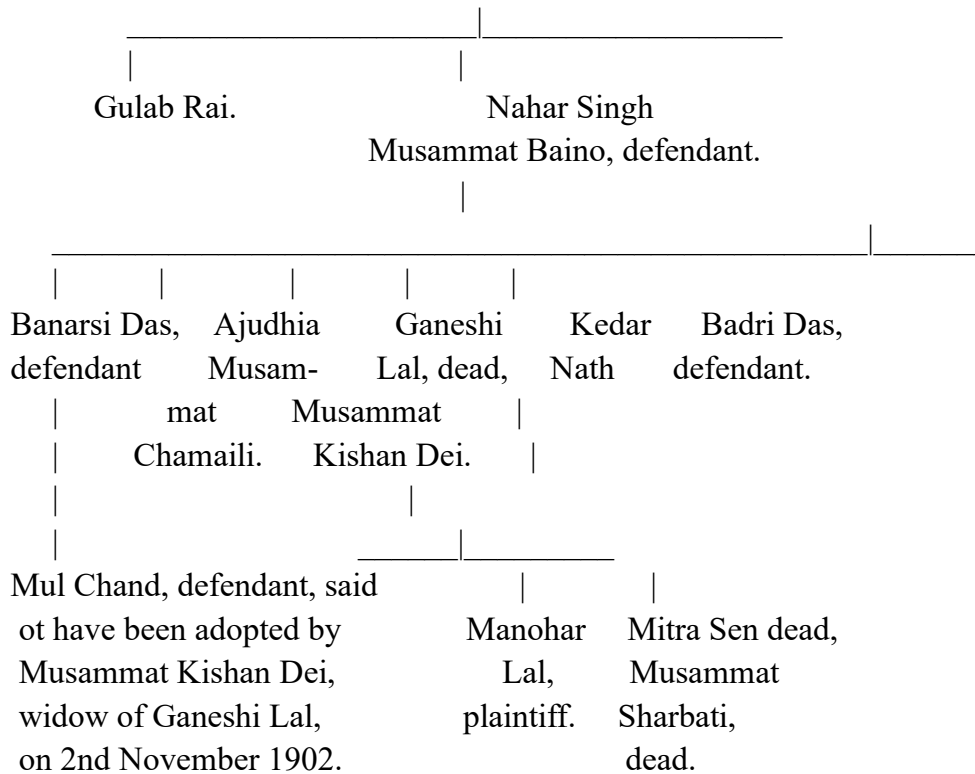 Gulab Rai. Nahar Singh
Musammat Baino, defendant.
Banarsi Das, Ajudhia Ganeshi Kedar Badri Das,
defendant Musam- Lal, dead, Nath defendant.
mat Musammat
Chamaili. Kishan Dei.
Mul Chand, defendant, said
ot have been adopted by Manohar Mitra Sen dead,
Musammat Kishan Dei, Lal, Musammat
widow of Ganeshi Lal, plaintiff. Sharbati,
on 2nd November 1902. dead.